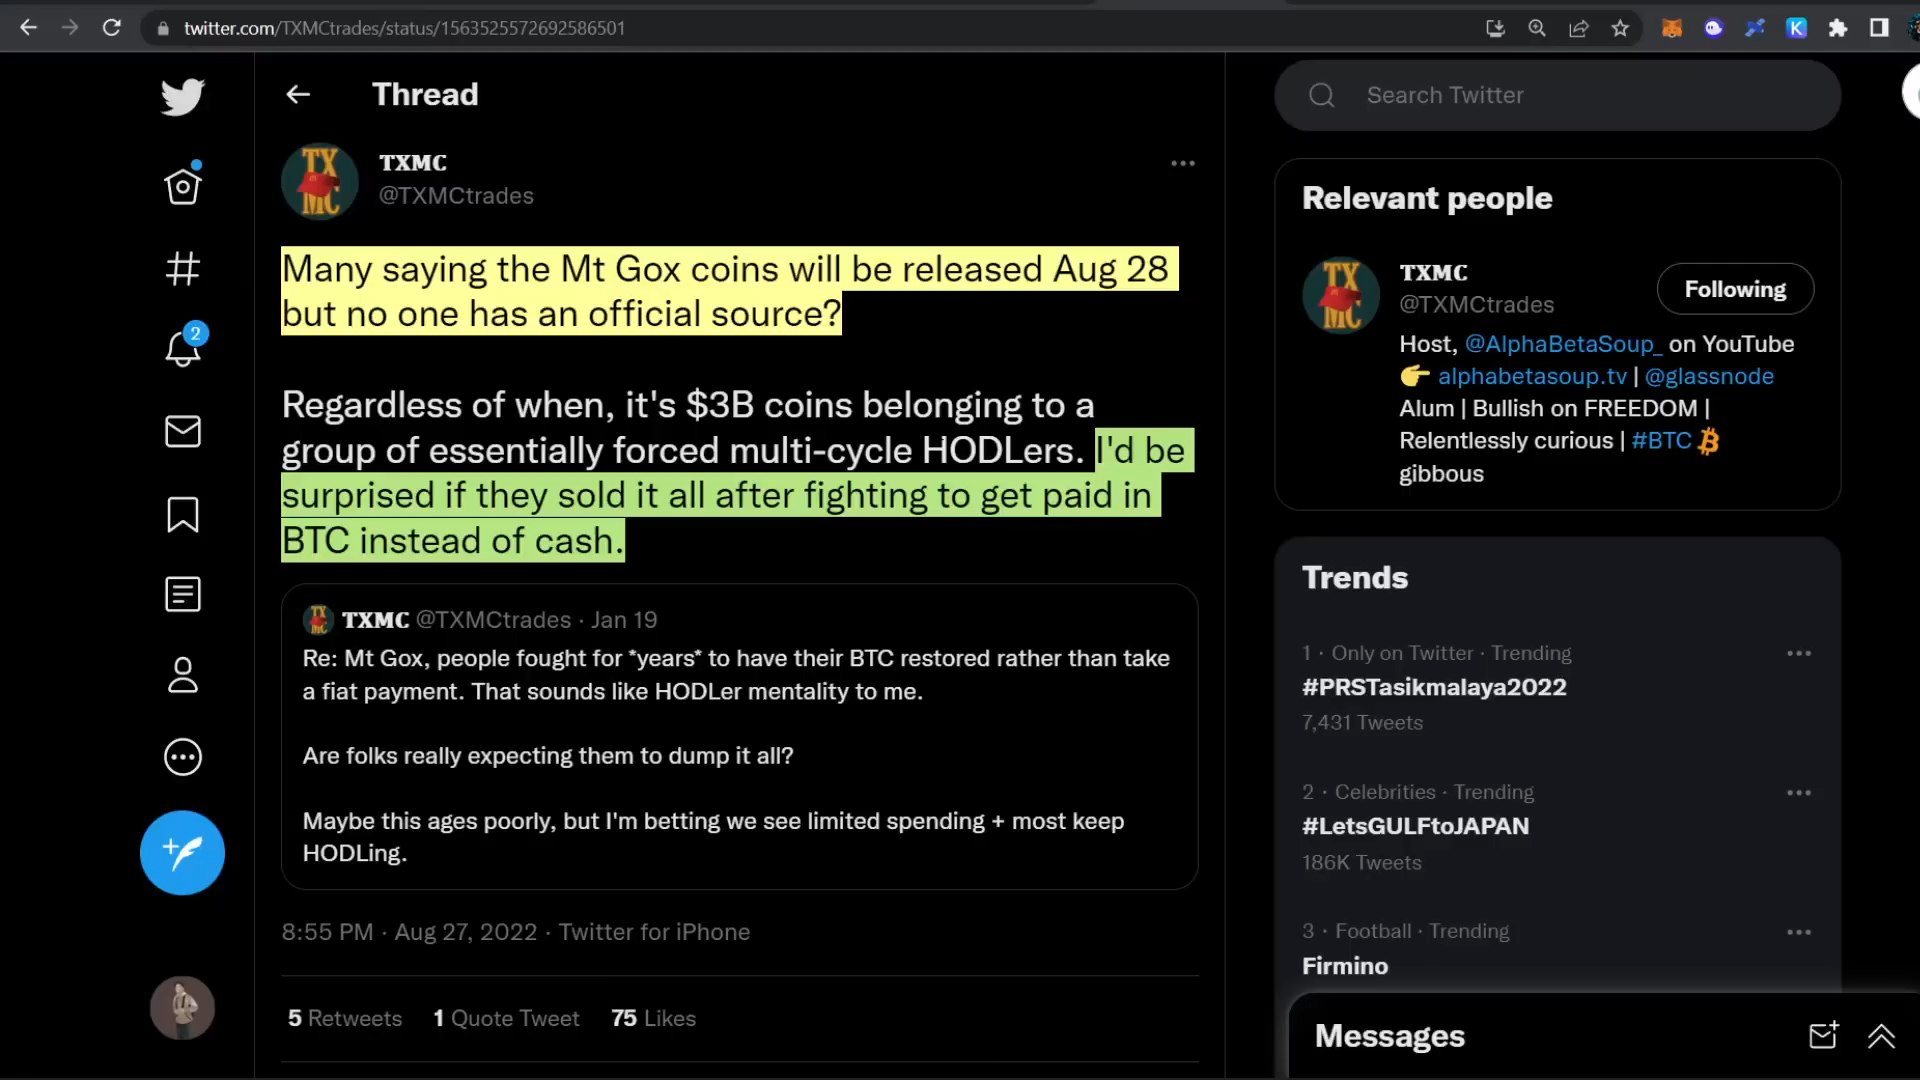 twitter.com/TXMCtrades/status/1563525572692586501
Thread
TXMC
@TXMCtrades
Many saying the Mt Gox coins will be released Aug 28
but no one has an official source?
Regardless of when, it's $3B coins belonging to a
group of essentially forced multi-cycle HODLers. I'd be
surprised if they sold it all after fighting to get paid in
BTC instead of cash.
TXMC @TXMCtrades · Jan 19
Re: Mt Gox, people fought for *years* to have their BTC restored rather than take
a fiat payment. That sounds like HODLer mentality to me.
Are folks really expecting them to dump it all?
Maybe this ages poorly, but I'm betting we see limited spending + most keep
HODLing.
8:55 PM · Aug 27, 2022 · Twitter for iPhone
5 Retweets 1 Quote Tweet 75 Likes
2
Search Twitter
Relevant people
TXMC
@TXMCtrades
Following
Host, @AlphaBetaSoup_ on YouTube
👉 alphabetasoup.tv | @glassnode
Alum | Bullish on FREEDOM |
Relentlessly curious | #BTC
gibbous
Trends
1 · Only on Twitter · Trending
#PRSTasikmalaya2022
7,431 Tweets
2 · Celebrities · Trending
#LetsGULFtoJAPAN
186K Tweets
3 · Football · Trending
Firmino
Messages
TX
MC
K